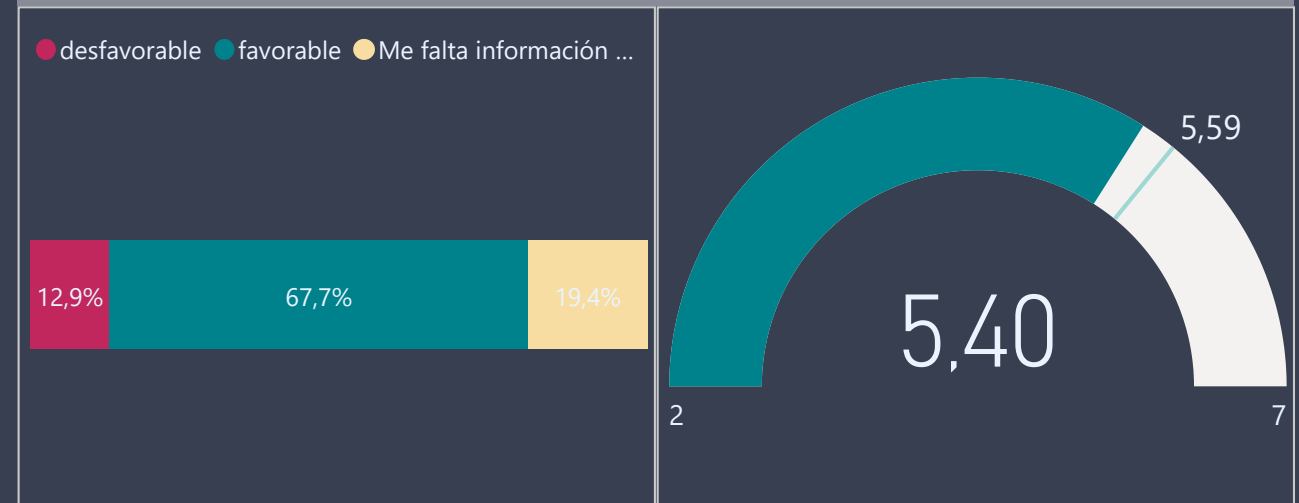 desfavorable favorable Me falta información ...
12,9% 67,7% 19,4%
5,59
5,40
2 7